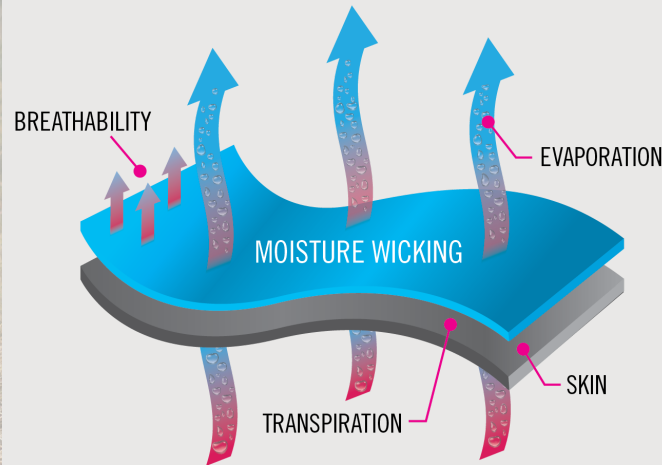 BREATHABILITY
EVAPORATION
MOISTURE WICKING
SKIN
TRANSPIRATION